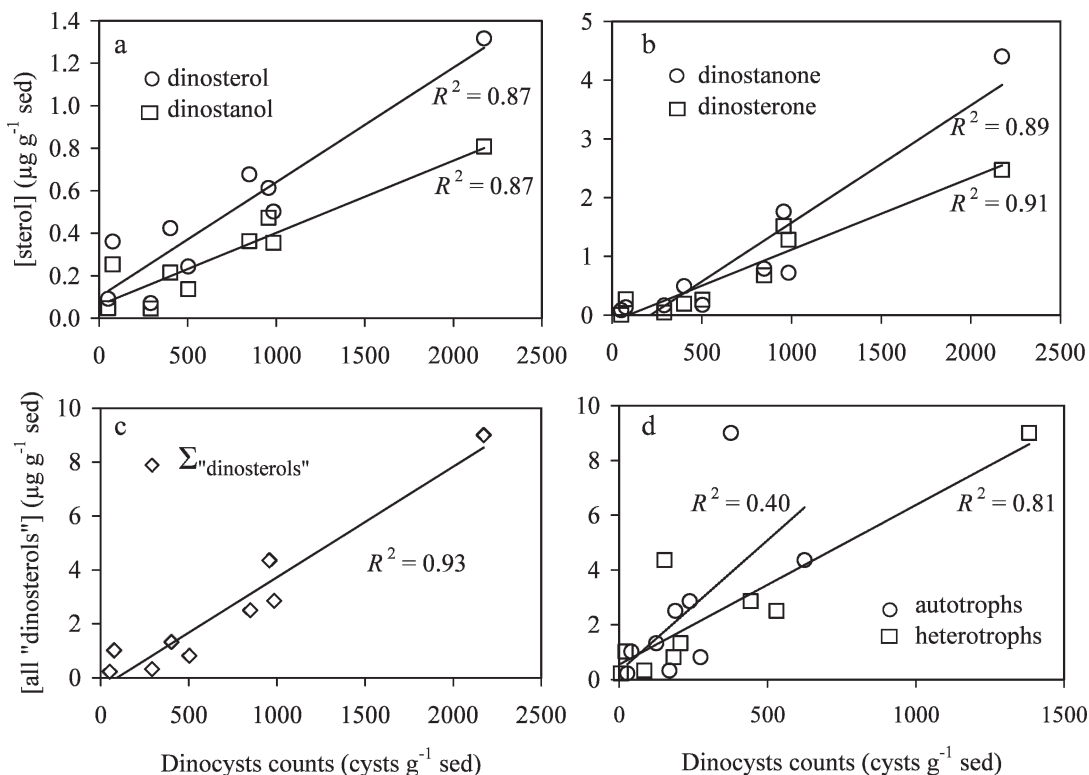 a
dinosterol
dinostanol
R² = 0.87
R² = 0.87
[sterol] (µg g⁻¹ sed)
0.0
0.2
0.4
0.6
0.8
1.0
1.2
1.4
0 500 1000 1500 2000 2500
b
dinostanone
dinosterone
R² = 0.89
R² = 0.91
0
1
2
3
4
5
0 500 1000 1500 2000 2500
c
Σ"dinosterols"
R² = 0.93
[all "dinosterols"] (µg g⁻¹ sed)
0
2
4
6
8
10
0 500 1000 1500 2000 2500
Dinocysts counts (cysts g⁻¹ sed)
d
R² = 0.40
R² = 0.81
autotrophs
heterotrophs
0
2
4
6
8
10
0 500 1000 1500
Dinocysts counts (cysts g⁻¹ sed)